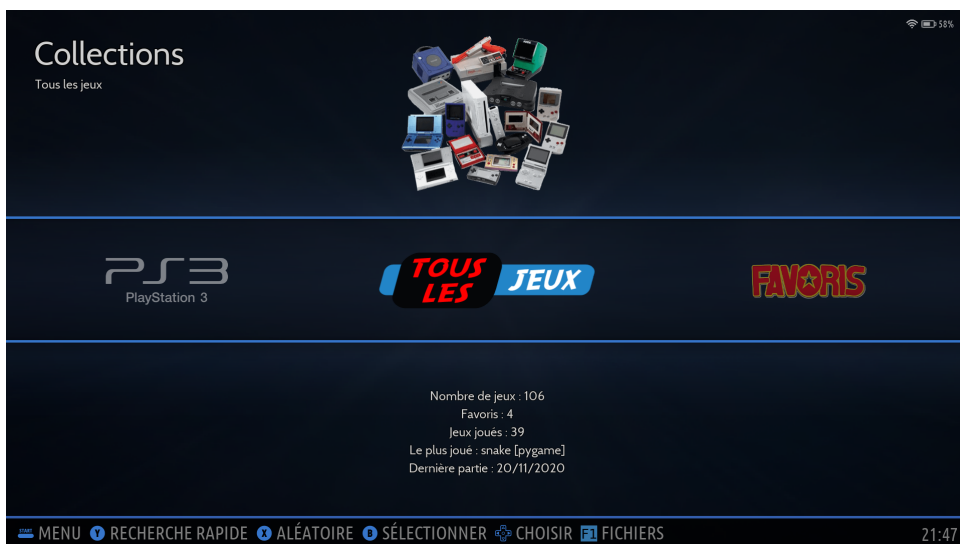 58%
Collections
Tous les jeux
PS3
PlayStation 3
TOUS
LES
JEUX
FAVORIS
Nombre de jeux : 106
Favoris : 4
Jeux joués : 39
Le plus joué : snake [pygame]
Dernière partie : 20/11/2020
START MENU Y RECHERCHE RAPIDE X ALÉATOIRE B SÉLECTIONNER CHOISIR F1 FICHIERS 21:47